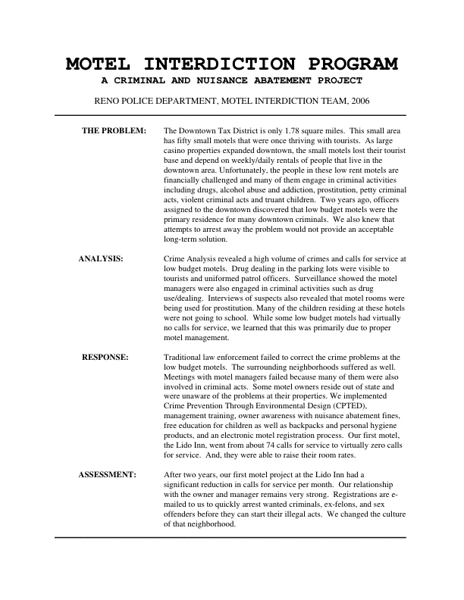 MOTEL INTERDICTION PROGRAM
A CRIMINAL AND NUISANCE ABATEMENT PROJECT
RENO POLICE DEPARTMENT, MOTEL INTERDICTION TEAM, 2006
THE PROBLEM: The Downtown Tax District is only 1.78 square miles. This small area
has fifty small motels that were once thriving with tourists. As large
casino properties expanded downtown, the small motels lost their tourist
base and depend on weekly/daily rentals of people that live in the
downtown area. Unfortunately, the people in these low rent motels are
financially challenged and many of them engage in criminal activities
including drugs, alcohol abuse and addiction, prostitution, petty criminal
acts, violent criminal acts and truant children. Two years ago, officers
assigned to the downtown discovered that low budget motels were the
primary residence for many downtown criminals. We also knew that
attempts to arrest away the problem would not provide an acceptable
long-term solution.
ANALYSIS: Crime Analysis revealed a high volume of crimes and calls for service at
low budget motels. Drug dealing in the parking lots were visible to
tourists and uniformed patrol officers. Surveillance showed the motel
managers were also engaged in criminal activities such as drug
use/dealing. Interviews of suspects also revealed that motel rooms were
being used for prostitution. Many of the children residing at these hotels
were not going to school. While some low budget motels had virtually
no calls for service, we learned that this was primarily due to proper
motel management.
RESPONSE: Traditional law enforcement failed to correct the crime problems at the
low budget motels. The surrounding neighborhoods suffered as well.
Meetings with motel managers failed because many of them were also
involved in criminal acts. Some motel owners reside out of state and
were unaware of the problems at their properties. We implemented
Crime Prevention Through Environmental Design (CPTED),
management training, owner awareness with nuisance abatement fines,
free education for children as well as backpacks and personal hygiene
products, and an electronic motel registration process. Our first motel,
the Lido Inn, went from about 74 calls for service to virtually zero calls
for service. And, they were able to raise their room rates.
ASSESSMENT: After two years, our first motel project at the Lido Inn had a
significant reduction in calls for service per month. Our relationship
with the owner and manager remains very strong. Registrations are e-
mailed to us to quickly arrest wanted criminals, ex-felons, and sex
offenders before they can start their illegal acts. We changed the culture
of that neighborhood.